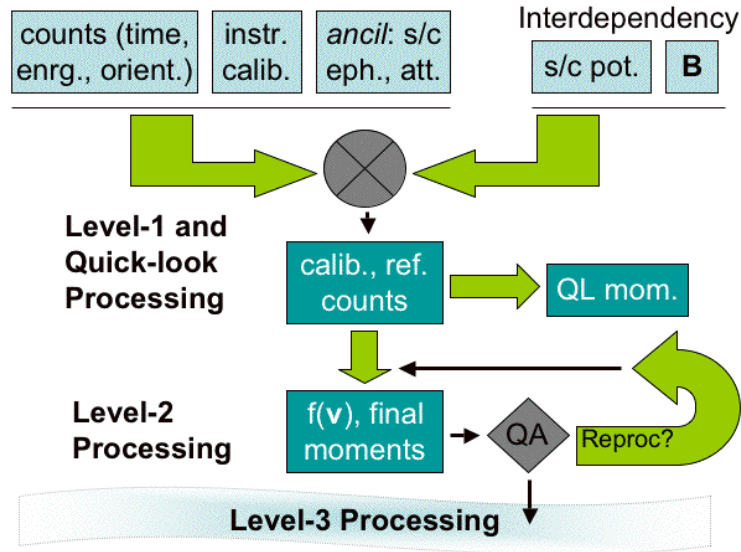 counts (time,
enrg., orient.)
instr.
calib.
ancil: s/c
eph., att.
Interdependency
s/c pot.
B
Level-1 and
Quick-look
Processing
calib., ref.
counts
QL mom.
Level-2
Processing
f(v), final
moments
QA
Reproc?
Level-3 Processing